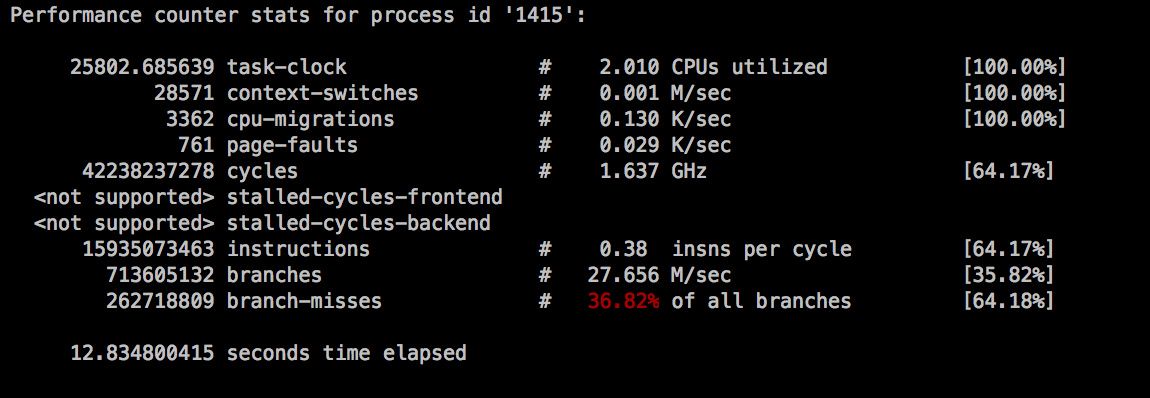 Performance counter stats for process id '1415':
25802.685639 task-clock # 2.010 CPUs utilized [100.00%]
28571 context-switches # 0.001 M/sec [100.00%]
3362 cpu-migrations # 0.130 K/sec [100.00%]
761 page-faults # 0.029 K/sec
42238237278 cycles # 1.637 GHz [64.17%]
<not supported> stalled-cycles-frontend
<not supported> stalled-cycles-backend
15935073463 instructions # 0.38 insns per cycle [64.17%]
713605132 branches # 27.656 M/sec [35.82%]
262718809 branch-misses # 36.82% of all branches [64.18%]
12.834800415 seconds time elapsed